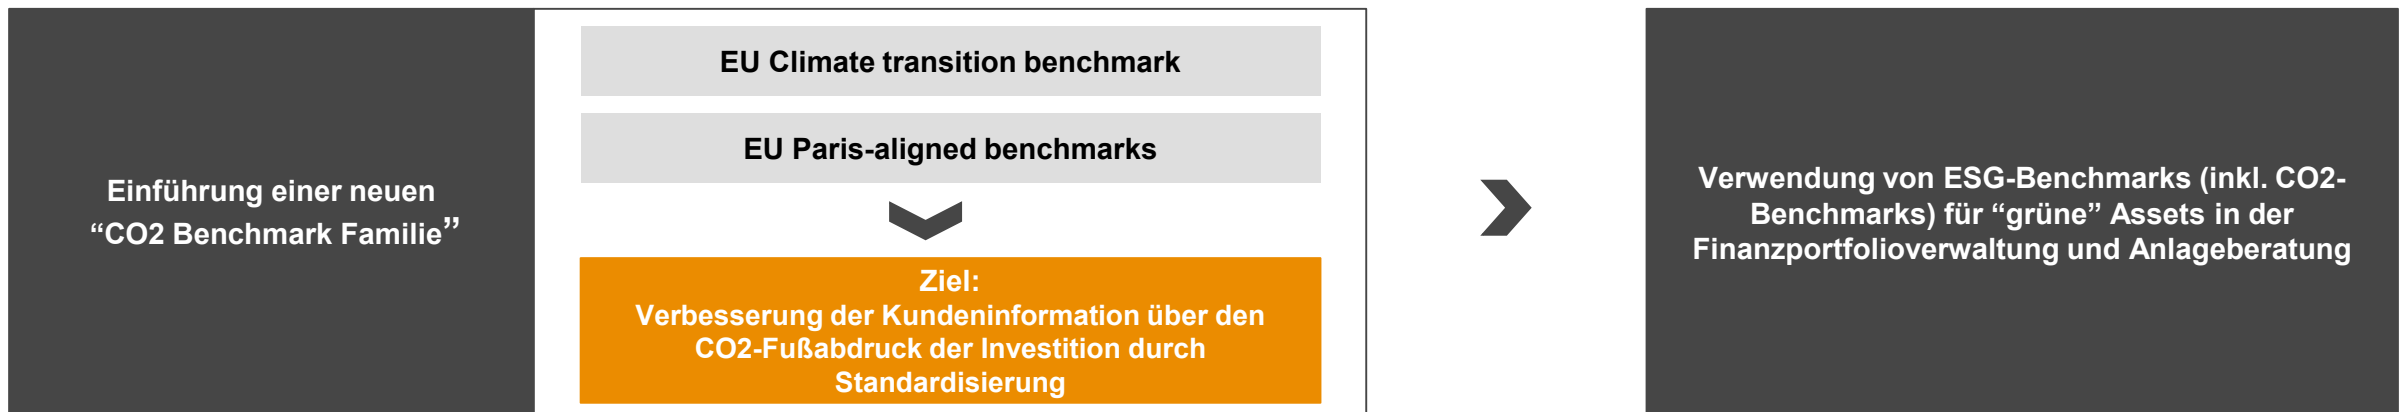 Einführung einer neuen
“CO2 Benchmark Familie”
EU Climate transition benchmark
EU Paris-aligned benchmarks
Ziel:
Verbesserung der Kundeninformation über den
CO2-Fußabdruck der Investition durch
Standardisierung
Verwendung von ESG-Benchmarks (inkl. CO2-
Benchmarks) für “grüne” Assets in der
Finanzportfolioverwaltung und Anlageberatung